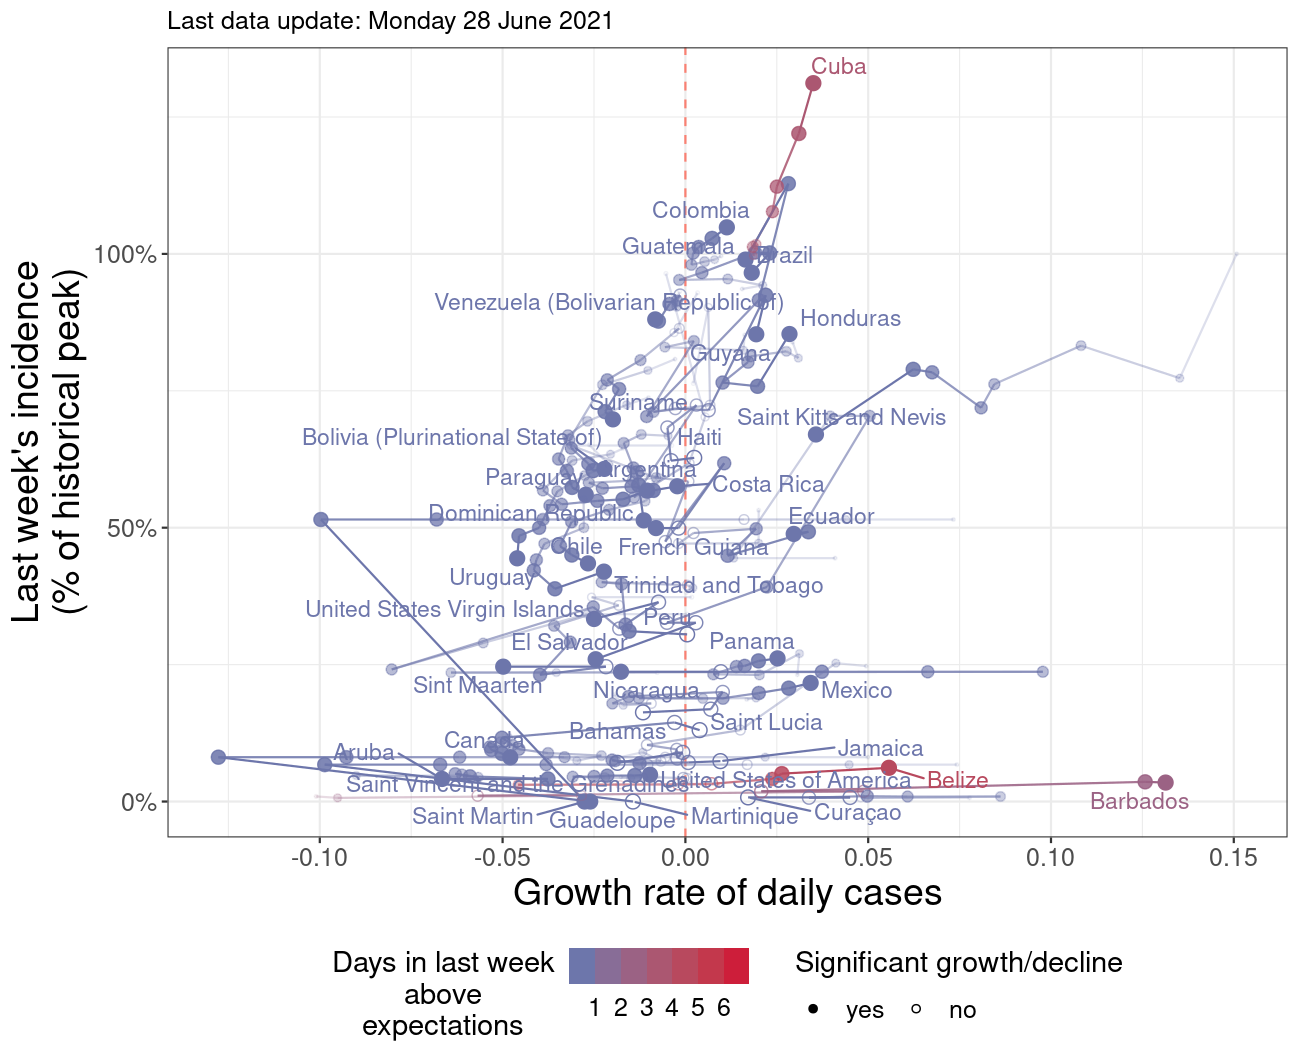 Last data update: Monday 28 June 2021
Last week's incidence
(% of historical peak)
100%
50%
0%
Cuba
Colombia
Guatemala
Brazil
Venezuela (Bolivarian Republic of)
Honduras
Guyana
Suriname
Saint Kitts and Nevis
Bolivia (Plurinational State of)
Haiti
Paraguay
Argentina
Costa Rica
Dominican Republic
Ecuador
Chile
French Guiana
Uruguay
Trinidad and Tobago
United States Virgin Islands
Peru
El Salvador
Panama
Sint Maarten
Nicaragua
Mexico
Saint Lucia
Bahamas
Canada
Aruba
Jamaica
United States of America
Belize
Saint Vincent and the Grenadines
Barbados
Saint Martin
Guadeloupe
Martinique
Curaçao
-0.10
-0.05
0.00
0.05
0.10
0.15
Growth rate of daily cases
Days in last week
above
expectations
1 2 3 4 5 6
Significant growth/decline
yes
no